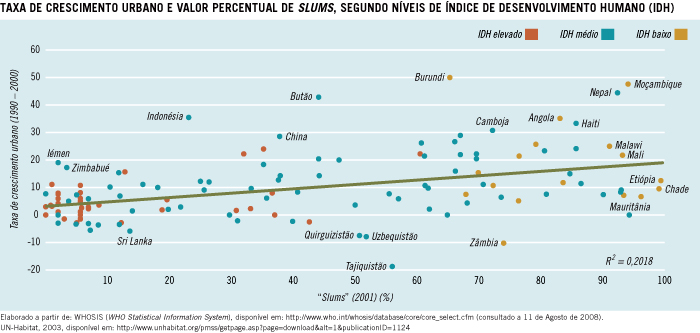 TAXA DE CRESCIMENTO URBANO E VALOR PERCENTUAL DE SLUMS, SEGUNDO NÍVEIS DE ÍNDICE DE DESENVOLVIMENTO HUMANO (IDH)
IDH elevado IDH médio IDH baixo
Taxa de crescimento urbano (1990 – 2000)
60
50
40
30
20
10
0
-10
-20
Burundi
Moçambique
Nepal
Butão
Indonésia
Angola
Haiti
Camboja
China
Malawi
Mali
Iémen
Zimbabué
Etiópia
Chade
Mauritânia
Sri Lanka
Quirguizistão
Uzbequistão
Zâmbia
Tajiquistão
R² = 0,2018
0 10 20 30 40 50 60 70 80 90 100
“Slums” (2001) (%)
Elaborado a partir de: WHOSIS (WHO Statistical Information System), disponível em: http://www.who.int/whosis/database/core/core_select.cfm (consultado a 11 de Agosto de 2008).
UN-Habitat, 2003, disponível em: http://www.unhabitat.org/pmss/getpage.asp?page=download&alt=1&publicationID=1124